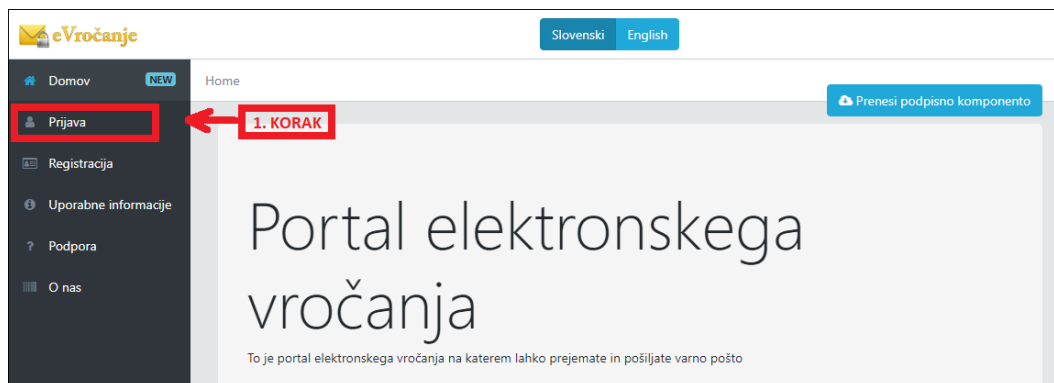 eVročanje
Slovenski English
Domov NEW
Home
Prenesi podpisno komponento
Prijava
1. KORAK
Registracija
Uporabne informacije
? Podpora
O nas
Portal elektronskega
vročanja
To je portal elektronskega vročanja na katerem lahko prejemate in pošiljate varno pošto